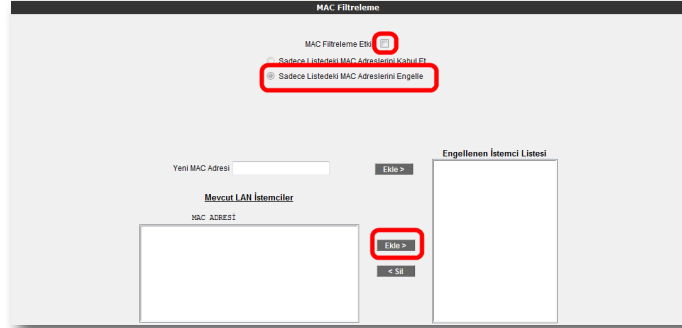 MAC Filtreleme
MAC Filtreleme Etkin
Sadece Listedeki MAC Adreslerini Kabul Et
Sadece Listedeki MAC Adreslerini Engelle
Engellenen İstemci Listesi
Yeni MAC Adresi
Ekle >
Mevcut LAN İstemciler
MAC ADRESİ
Ekle >
< Sil